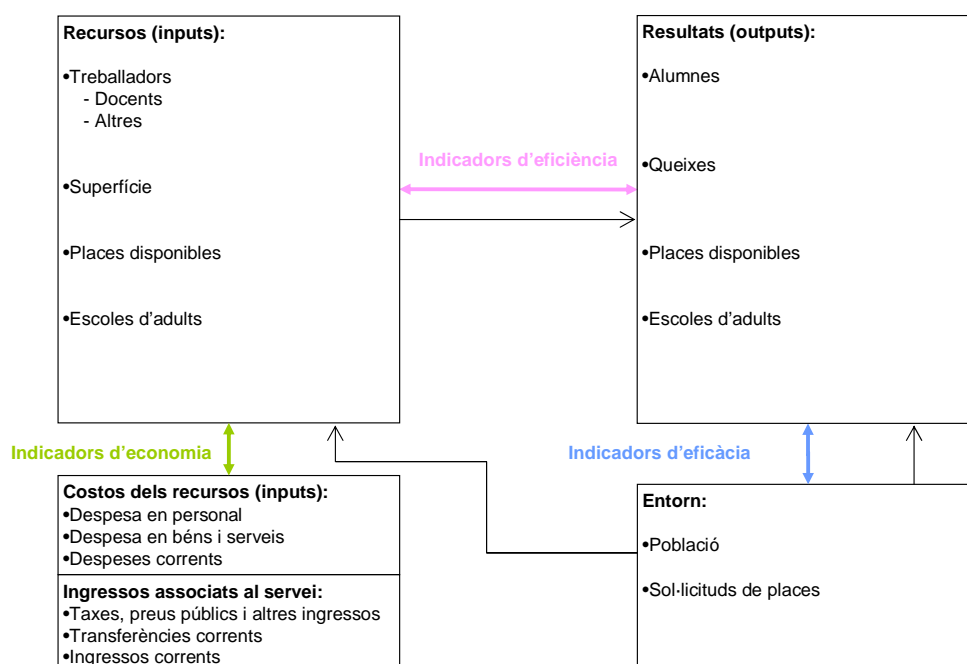 Recursos (inputs):
•Treballadors
- Docents
- Altres
•Superfície
•Places disponibles
•Escoles d’adults
Indicadors d’eficiència
Resultats (outputs):
•Alumnes
•Queixes
•Places disponibles
•Escoles d’adults
Indicadors d’economia
Indicadors d’eficàcia
Costos dels recursos (inputs):
•Despesa en personal
•Despesa en béns i serveis
•Despeses corrents
Ingressos associats al servei:
•Taxes, preus públics i altres ingressos
•Transferències corrents
•Ingressos corrents
Entorn:
•Població
•Sol·licituds de places